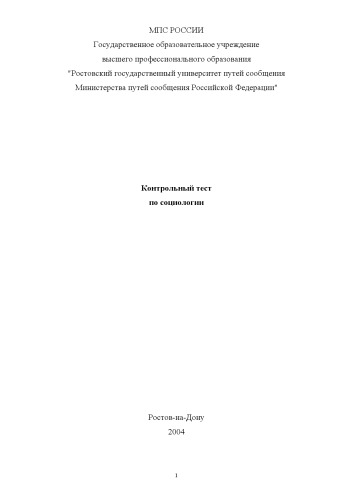 МПС РОССИИ
Государственное образовательное учреждение
высшего профессионального образования
"Ростовский государственный университет путей сообщения
Министерства путей сообщения Российской Федерации"
Контрольный тест
по социологии
Ростов-на-Дону
2004
1